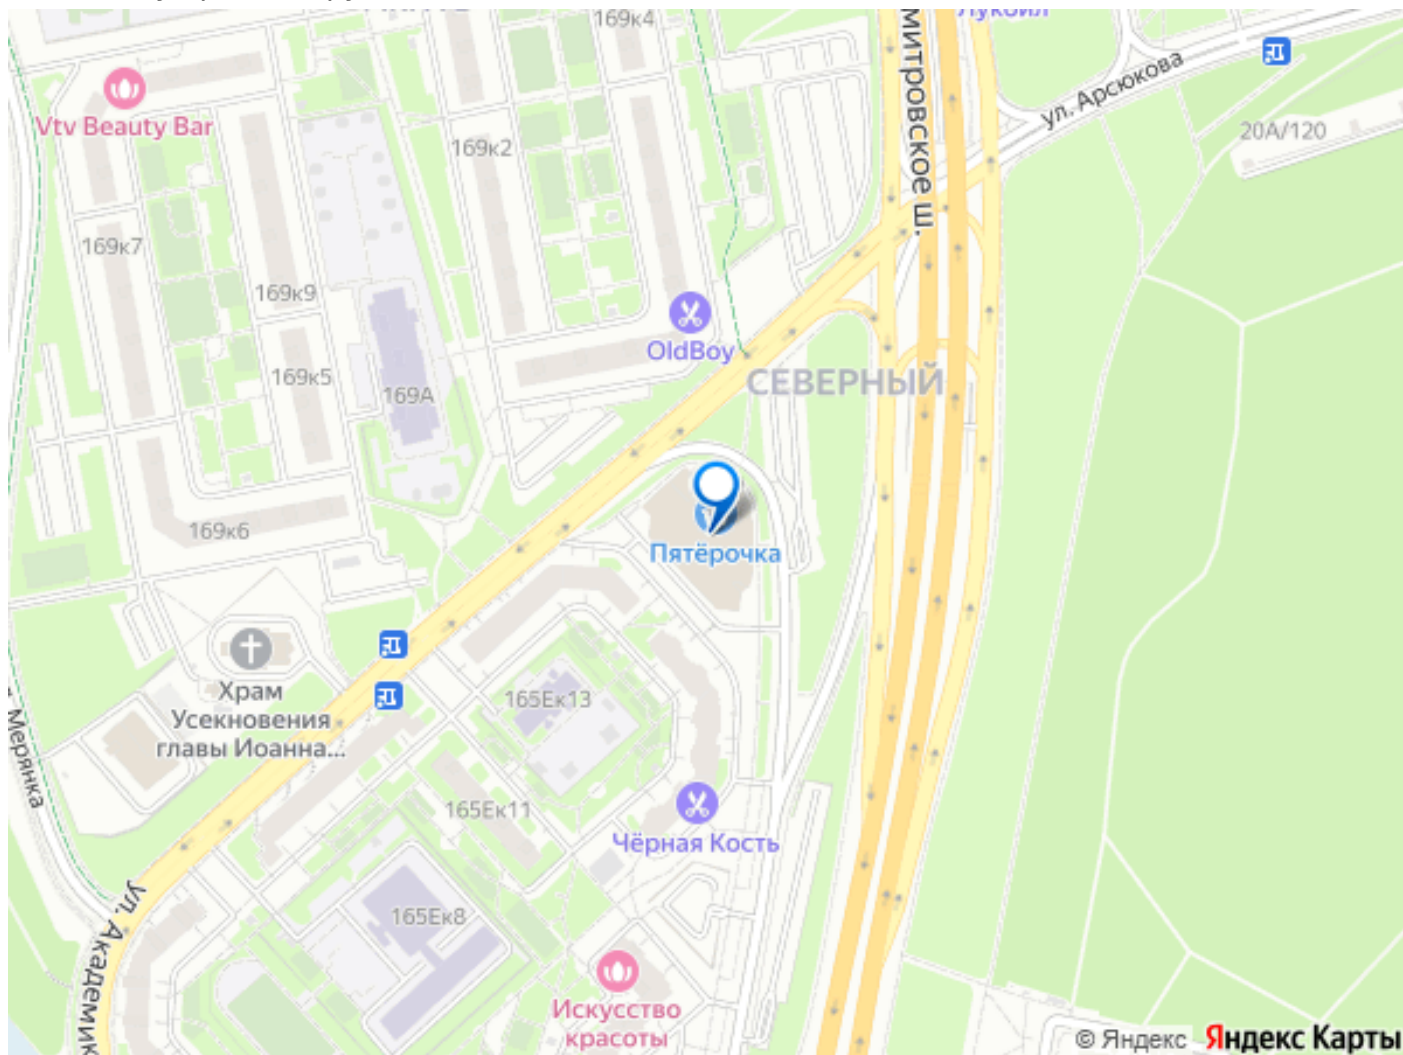 169к4
Лукойл
митровское ш.
ул. Арсюкова
20А/120
Vtv Beauty Bar
169к2
169к7
169к9
OldBoy
169к5
169А
СЕВЕРНЫЙ
169к6
Пятёрочка
Храм
Усекновения
главы Иоанна...
165Ек13
Мерянка
165Ек11
Чёрная Кость
ул. Академик
165Ек8
Искусство
красоты
© Яндекс Яндекс Карты